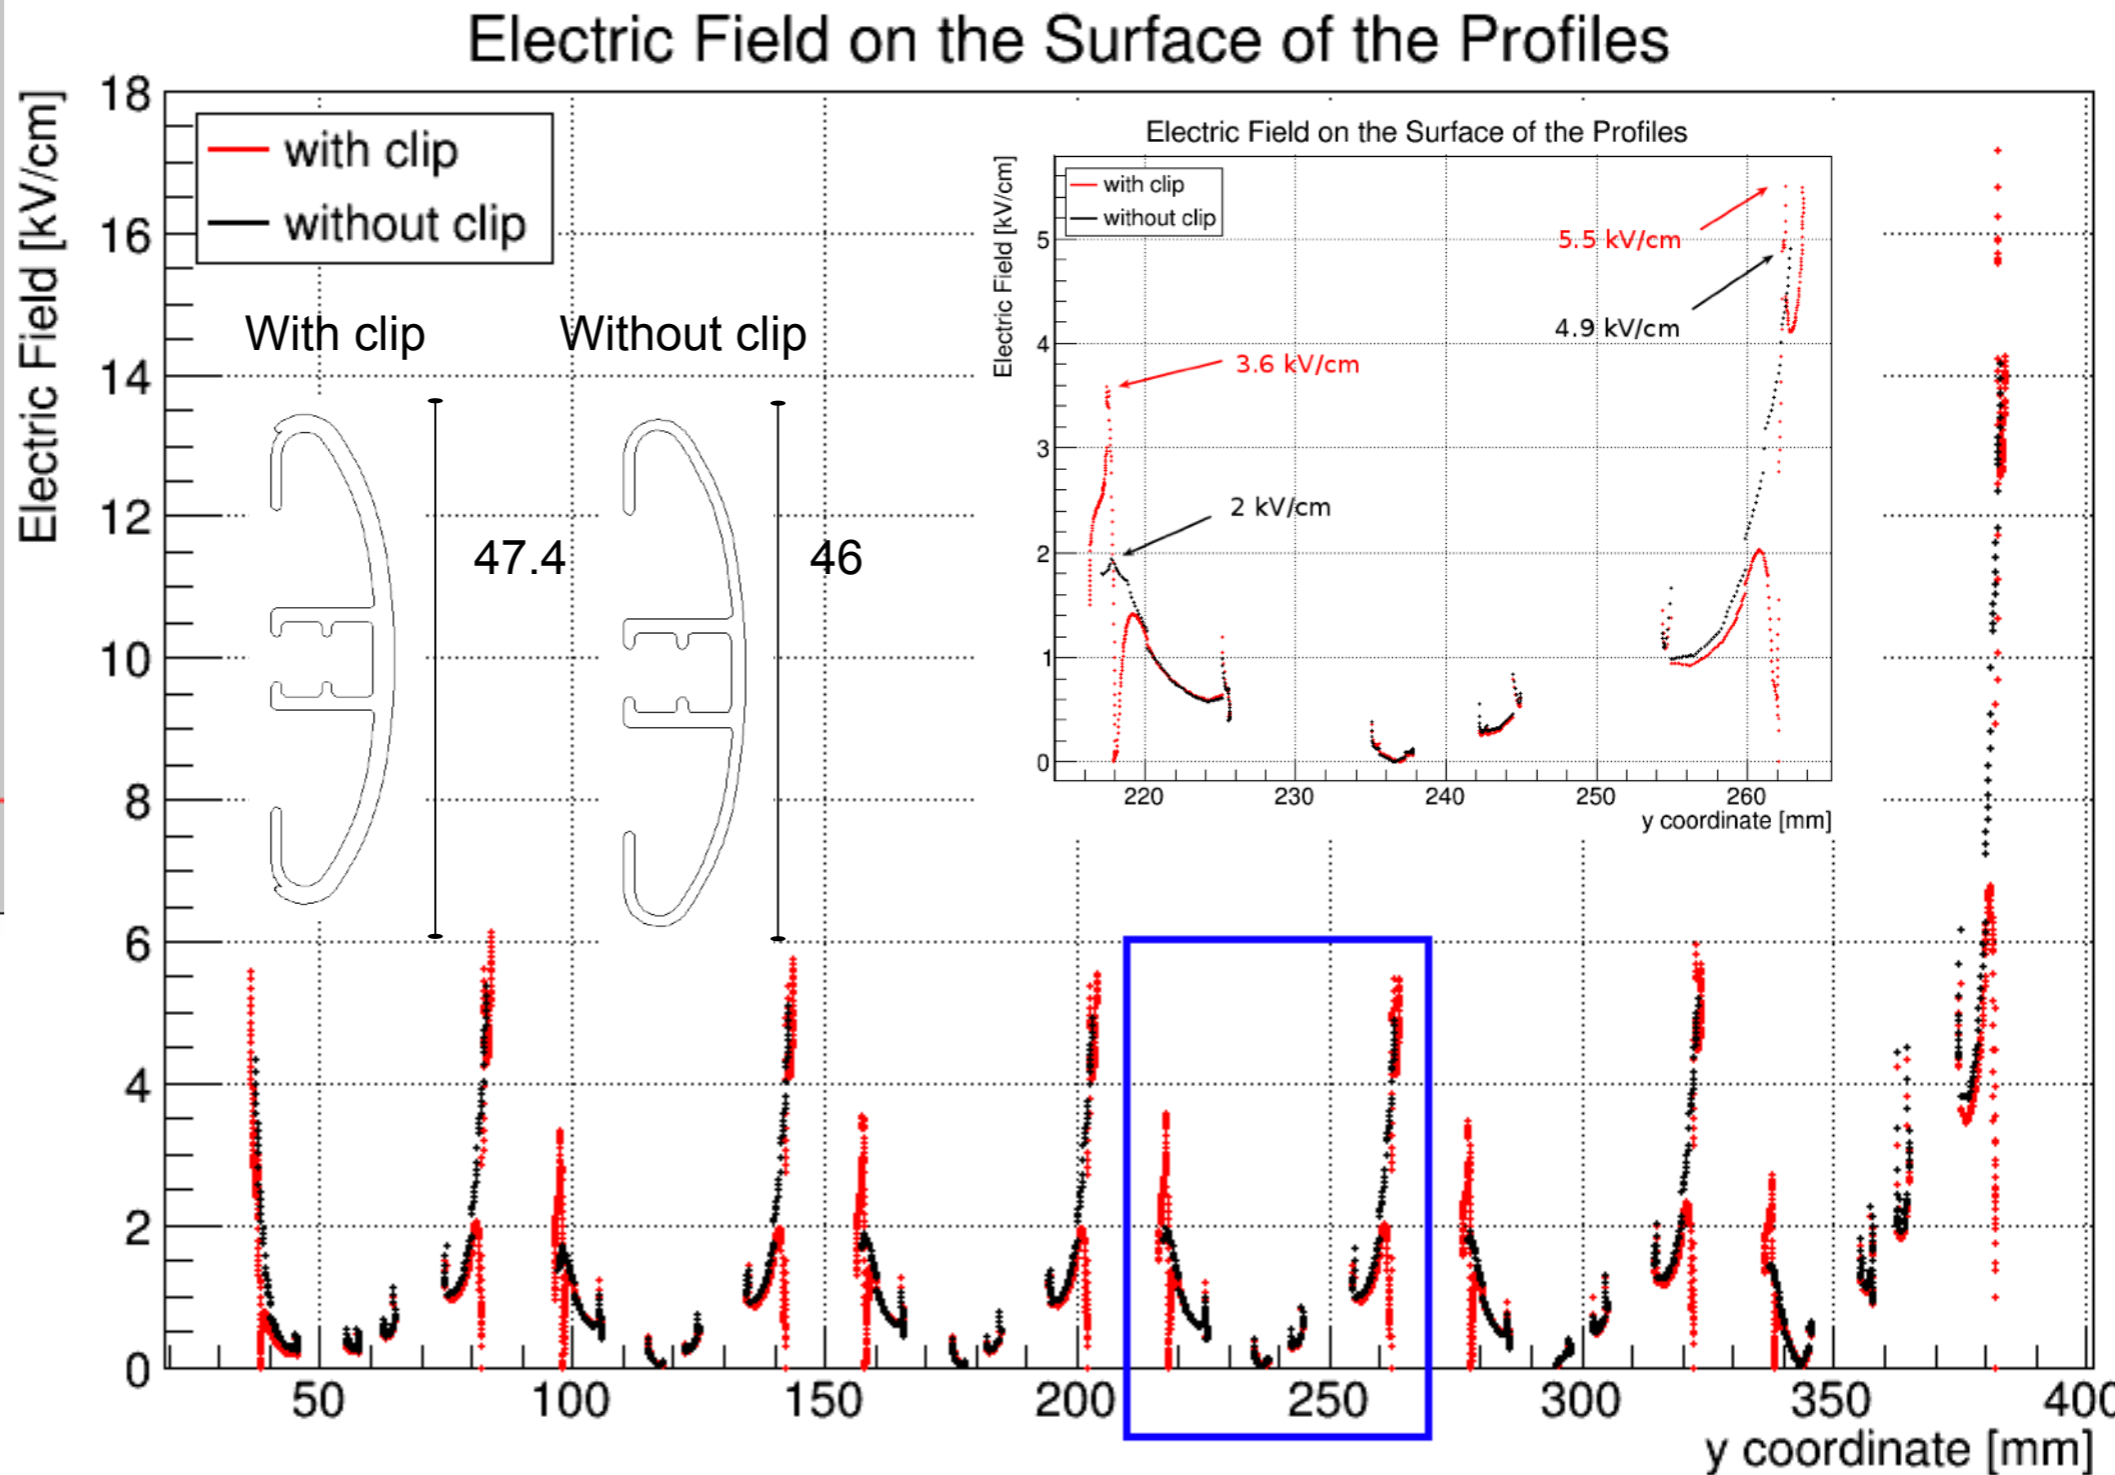 Electric Field on the Surface of the Profiles
Electric Field [kV/cm]
18
16
14
12
10
8
6
4
2
0
with clip
without clip
With clip
Without clip
47.4
46
Electric Field on the Surface of the Profiles
Electric Field [kV/cm]
with clip
without clip
5.5 kV/cm
4.9 kV/cm
3.6 kV/cm
2 kV/cm
5
4
3
2
1
0
220 230 240 250 260
y coordinate [mm]
50 100 150 200 250 300 350 400
y coordinate [mm]